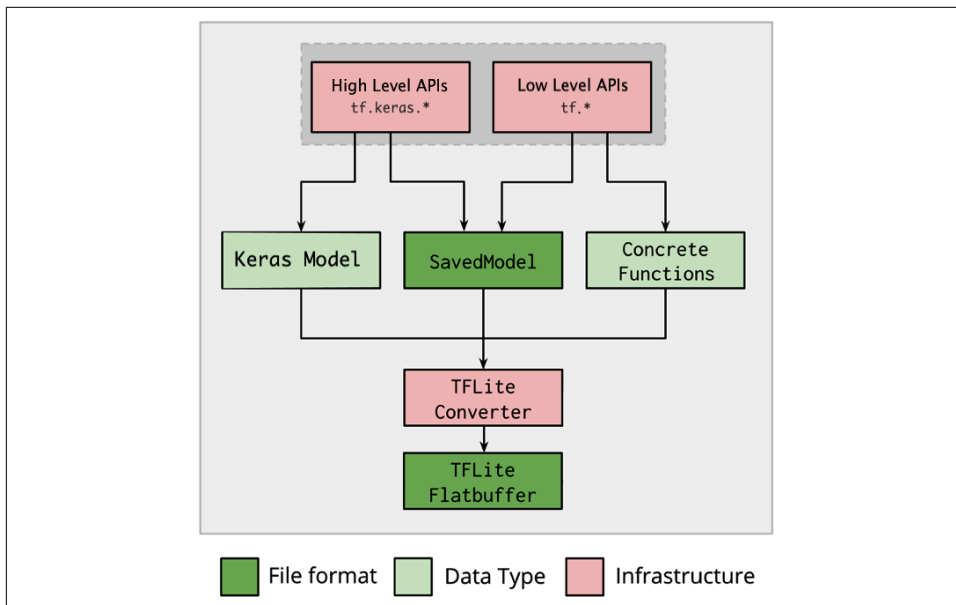 High Level APIs
tf.keras.*
Low Level APIs
tf.*
Keras Model
SavedModel
Concrete
Functions
TFLite
Converter
TFLite
Flatbuffer
File format
Data Type
Infrastructure